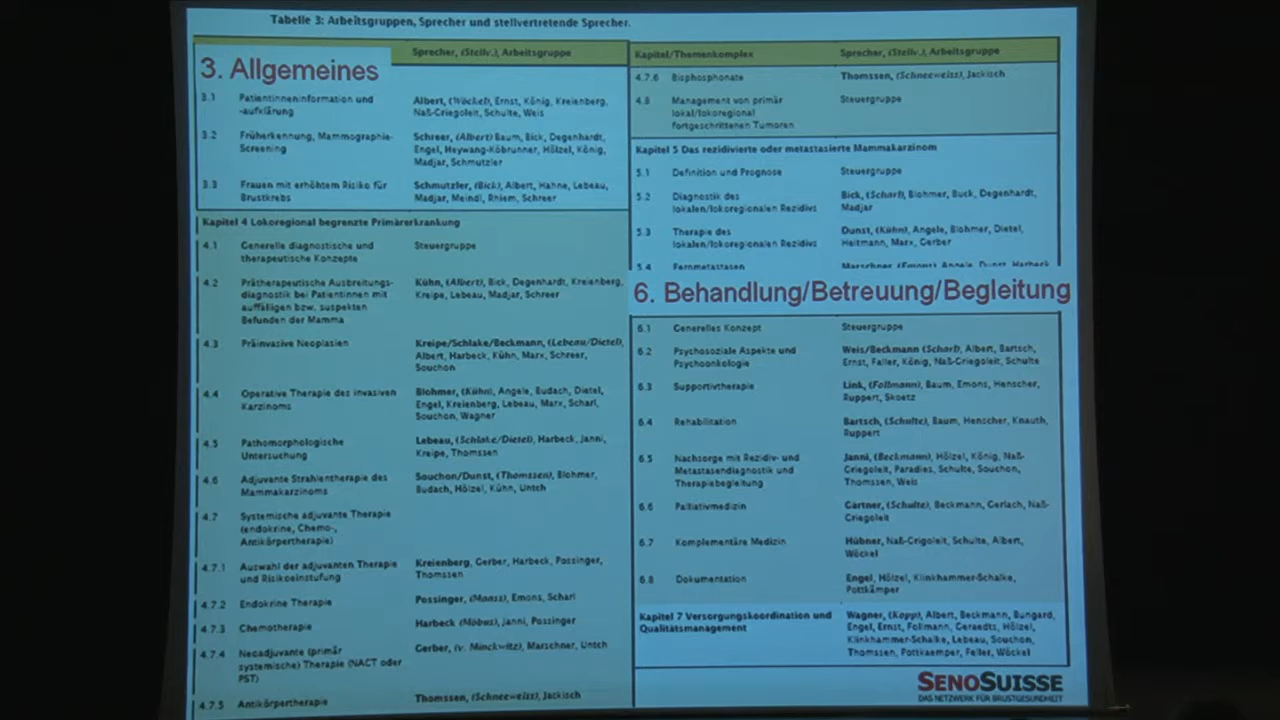 Tabelle 3: Arbeitsgruppen, Sprecher und stellvertretende Sprecher.
Sprecher, (Stellv.), Arbeitsgruppe
3. Allgemeines
3.1 Patientinneninformation und
-aufklärung
Albert, (Wöckel), Ernst, König, Kreienberg,
Naß-Criegoleit, Schulte, Weis
3.2 Früherkennung, Mammographie-
Screening
Schreer, (Albert) Baum, Bick, Degenhardt,
Engel, Heywang-Köbrunner, Hölzel, König,
Madjar, Schmutzler
3.3 Frauen mit erhöhtem Risiko für
Brustkrebs
Schmutzler, (Bick), Albert, Hahne, Lebeau,
Madjar, Meindl, Rhiem, Schreer
Kapitel 4 Lokoregional begrenzte Primärerkrankung
4.1 Generelle diagnostische und
therapeutische Konzepte
Steuergruppe
4.2 Prätherapeutische Ausbreitungs-
diagnostik bei Patientinnen mit
auffälligen bzw. suspekten
Befunden der Mamma
Kühn, (Albert), Bick, Degenhardt, Kreienberg,
Kreipe, Lebeau, Madjar, Schreer
4.3 Präinvasive Neoplasien
Kreipe/Schlake/Beckmann, (Lebeau/Dietel),
Albert, Harbeck, Kühn, Marx, Schreer,
Souchon
4.4 Operative Therapie des invasiven
Karzinoms
Blohmer, (Kühn), Angele, Budach, Dietel,
Engel, Kreienberg, Lebeau, Marx, Scharl,
Souchon, Wagner
4.5 Pathomorphologische
Untersuchung
Lebeau, (Schlake/Dietel), Harbeck, Janni,
Kreipe, Thomssen
4.6 Adjuvante Strahlentherapie des
Mammakarzinoms
Souchon/Dunst, (Thomssen), Blohmer,
Budach, Hölzel, Kühn, Untch
4.7 Systemische adjuvante Therapie
(endokrine, Chemo-,
Antikörpertherapie)
4.7.1 Auswahl der adjuvanten Therapie
und Risikoeinstufung
Kreienberg, Gerber, Harbeck, Possinger,
Thomssen
4.7.2 Endokrine Therapie
Possinger, (Maass), Emons, Scharl
4.7.3 Chemotherapie
Harbeck (Möbus), Janni, Possinger
4.7.4 Neoadjuvante (primär
systemische) Therapie (NACT oder
PST)
Gerber, (v. Minckwitz), Marschner, Untch
4.7.5 Antikörpertherapie
Thomssen, (Schneeweiss), Jackisch
Kapitel/Themenkomplex Sprecher, (Stellv.), Arbeitsgruppe
4.7.6 Bisphosphonate
Thomssen, (Schneeweiss), Jackisch
4.8 Management von primär
lokal/lokoregional
fortgeschrittenen Tumoren
Steuergruppe
Kapitel 5 Das rezidivierte oder metastasierte Mammakarzinom
5.1 Definition und Prognose
Steuergruppe
5.2 Diagnostik des
lokalen/lokoregionalen Rezidivs
Bick, (Scharf), Blohmer, Buck, Degenhardt,
Madjar
5.3 Therapie des
lokalen/lokoregionalen Rezidivs
Dunst, (Kühn), Angele, Blohmer, Dietel,
Heitmann, Marx, Gerber
5.4 Fernmetastasen
Marschner, (Emons), Angele, Dunst, Harbeck
6. Behandlung/Betreuung/Begleitung
6.1 Generelles Konzept
Steuergruppe
6.2 Psychosoziale Aspekte und
Psychoonkologie
Weis/Beckmann (Scharl), Albert, Bartsch,
Ernst, Faller, König, Naß-Criegoleit, Schulte
6.3 Supportivtherapie
Link, (Follmann), Baum, Emons, Henscher,
Ruppert, Skoetz
6.4 Rehabilitation
Bartsch, (Schulte), Baum, Henscher, Knauth,
Ruppert
6.5 Nachsorge mit Rezidiv- und
Metastasendiagnostik und
Therapiebegleitung
Janni, (Beckmann), Hölzel, König, Naß-
Criegoleit, Paradies, Schulte, Souchon,
Thomssen, Weis
6.6 Palliativmedizin
Gärtner, (Schulte), Beckmann, Gerlach, Naß-
Criegoleit
6.7 Komplementäre Medizin
Hübner, Naß-Crigoleit, Schulte, Albert,
Wöckel
6.8 Dokumentation
Engel, Hölzel, Klinkhammer-Schalke,
Pottkämper
Kapitel 7 Versorgungskoordination und
Qualitätsmanagement
Wagner, (Kopp), Albert, Beckmann, Bungard,
Engel, Ernst, Follmann, Geraedts, Hölzel,
Klinkhammer-Schalke, Lebeau, Souchon,
Thomssen, Pottkaemper, Feller, Wöckel
SENOSUISSE
DAS NETZWERK FÜR BRUSTGESUNDHEIT